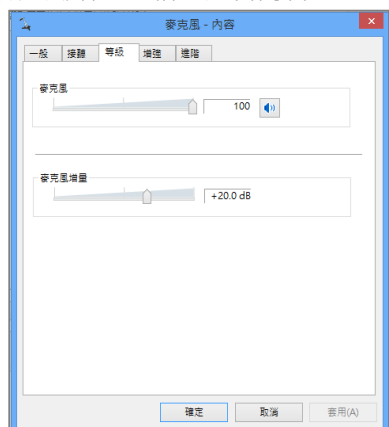 麥克風 - 內容
一般 接聽 等級 增強 進階
麥克風
100
麥克風增量
+20.0 dB
確定 取消 套用(A)